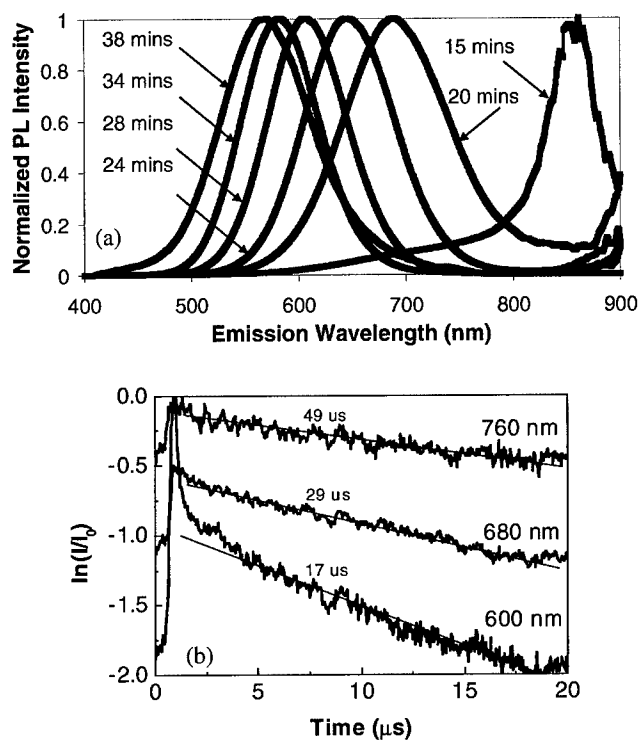 Normalized PL Intensity
1
0.8
0.6
0.4
0.2
0
38 mins
34 mins
28 mins
24 mins
15 mins
20 mins
(a)
400 500 600 700 800 900
Emission Wavelength (nm)
ln(I/I0)
0.0
-0.5
-1.0
-1.5
-2.0
49 us
760 nm
29 us
680 nm
17 us
600 nm
(b)
0 5 10 15 20
Time (μs)